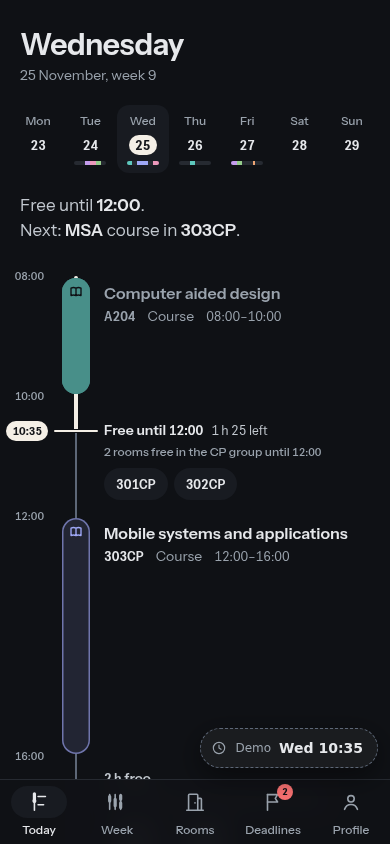 Wednesday
25 November, week 9
Mon Tue Wed Thu Fri Sat Sun
23 24 25 26 27 28 29
Free until 12:00.
Next: MSA course in 303CP.
08:00
Computer aided design
A204 Course 08:00–10:00
10:00
10:35 Free until 12:00 1 h 25 left
2 rooms free in the CP group until 12:00
301CP 302CP
12:00
Mobile systems and applications
303CP Course 12:00–16:00
Demo Wed 10:35
16:00
2 h free
2
Today Week Rooms Deadlines Profile